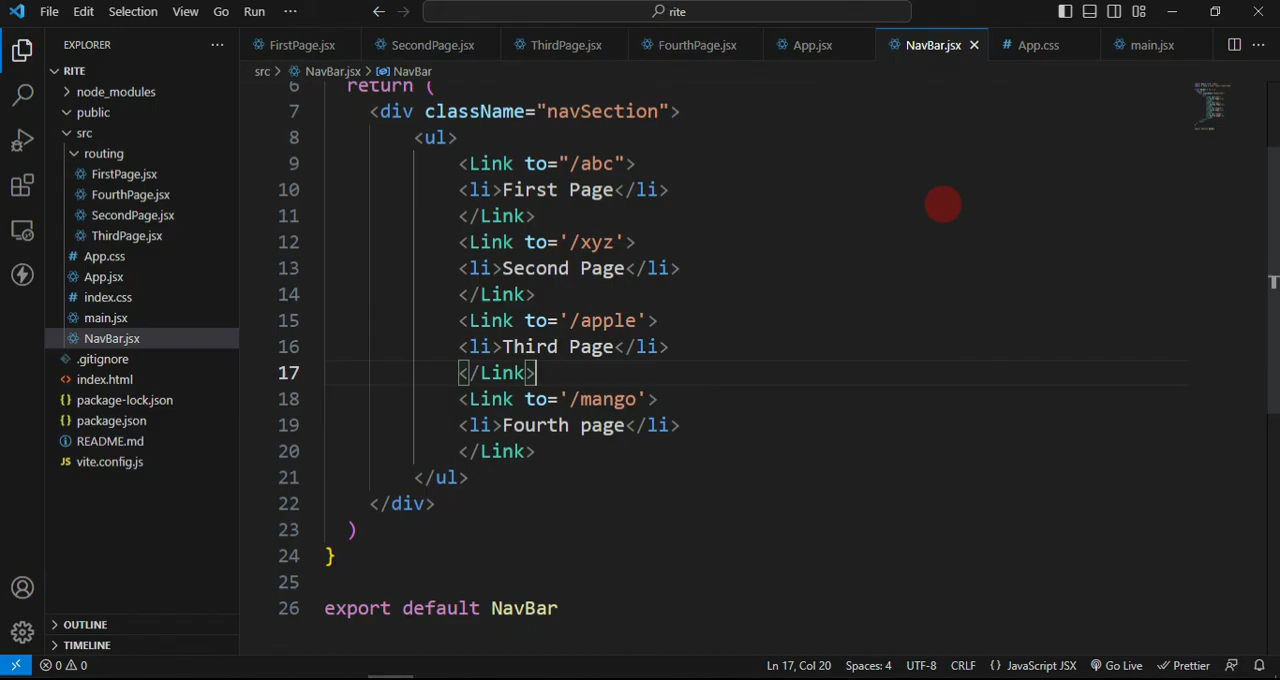 File Edit Selection View Go Run ··· rite
EXPLORER ···
FirstPage.jsx SecondPage.jsx ThirdPage.jsx FourthPage.jsx App.jsx NavBar.jsx App.css main.jsx ···
RITE
node_modules
public
src
routing
FirstPage.jsx
FourthPage.jsx
SecondPage.jsx
ThirdPage.jsx
# App.css
App.jsx
# index.css
main.jsx
NavBar.jsx
.gitignore
<> index.html
{} package-lock.json
{} package.json
README.md
JS vite.config.js
OUTLINE
TIMELINE
src > NavBar.jsx > NavBar
6 return (
7 <div className="navSection">
8 <ul>
9 <Link to="/abc">
10 <li>First Page</li>
11 </Link>
12 <Link to='/xyz'>
13 <li>Second Page</li>
14 </Link>
15 <Link to='/apple'>
16 <li>Third Page</li>
17 </Link>
18 <Link to='/mango'>
19 <li>Fourth page</li>
20 </Link>
21 </ul>
22 </div>
23 )
24 }
25
26 export default NavBar
0 0 Ln 17, Col 20 Spaces: 4 UTF-8 CRLF {} JavaScript JSX Go Live Prettier